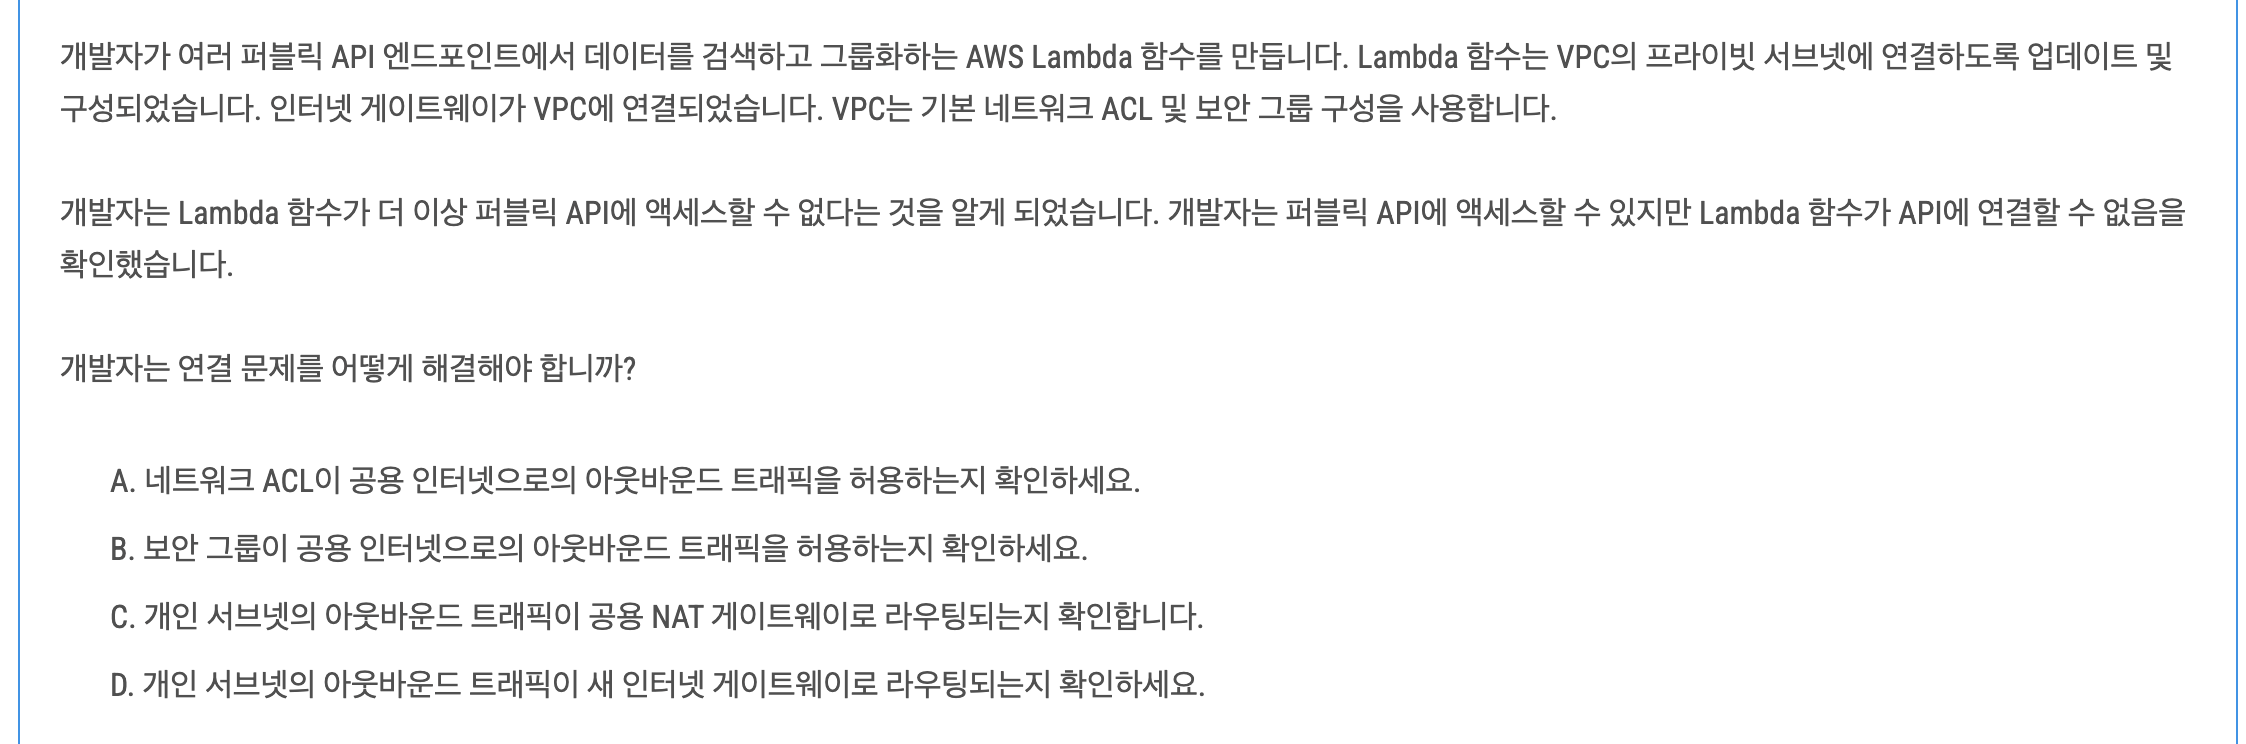 개발자가 여러 퍼블릭 API 엔드포인트에서 데이터를 검색하고 그룹화하는 AWS Lambda 함수를 만듭니다. Lambda 함수는 VPC의 프라이빗 서브넷에 연결하도록 업데이트 및
구성되었습니다. 인터넷 게이트웨이가 VPC에 연결되었습니다. VPC는 기본 네트워크 ACL 및 보안 그룹 구성을 사용합니다.
개발자는 Lambda 함수가 더 이상 퍼블릭 API에 액세스할 수 없다는 것을 알게 되었습니다. 개발자는 퍼블릭 API에 액세스할 수 있지만 Lambda 함수가 API에 연결할 수 없음을
확인했습니다.
개발자는 연결 문제를 어떻게 해결해야 합니까?
A. 네트워크 ACL이 공용 인터넷으로의 아웃바운드 트래픽을 허용하는지 확인하세요.
B. 보안 그룹이 공용 인터넷으로의 아웃바운드 트래픽을 허용하는지 확인하세요.
C. 개인 서브넷의 아웃바운드 트래픽이 공용 NAT 게이트웨이로 라우팅되는지 확인합니다.
D. 개인 서브넷의 아웃바운드 트래픽이 새 인터넷 게이트웨이로 라우팅되는지 확인하세요.